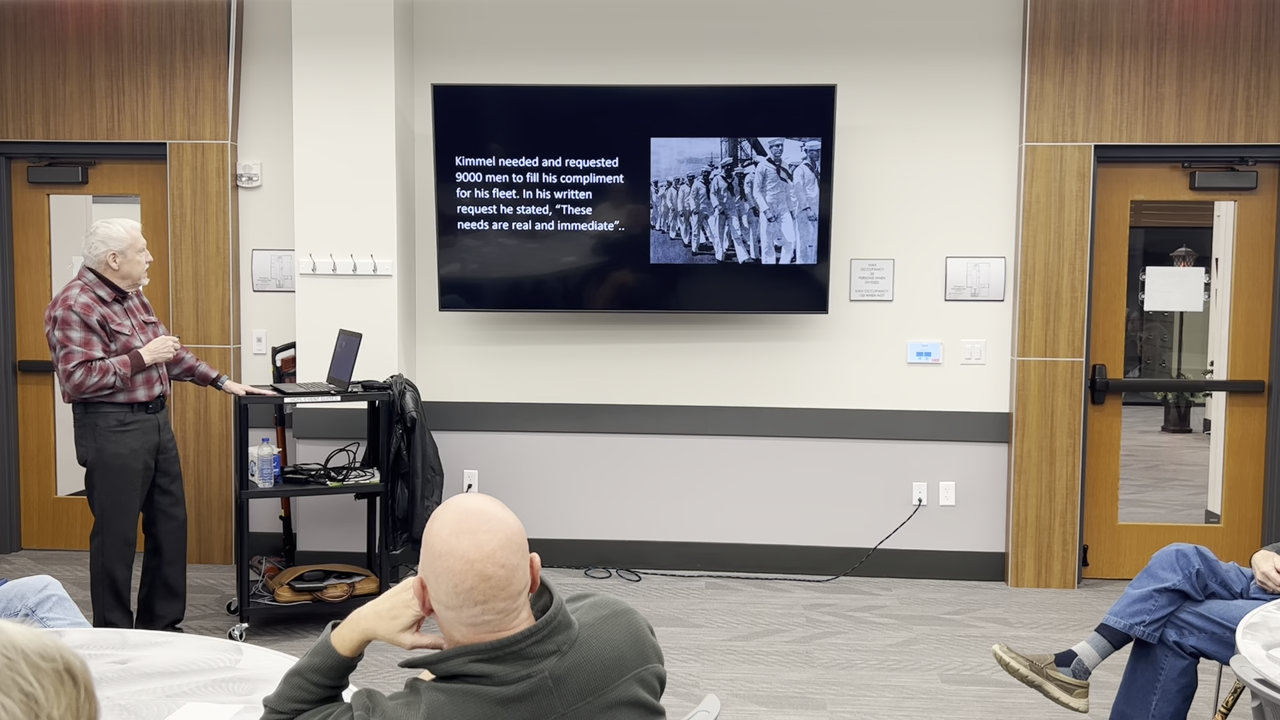 Kimmel needed and requested
9000 men to fill his compliment
for his fleet. In his written
request he stated, “These
needs are real and immediate”..